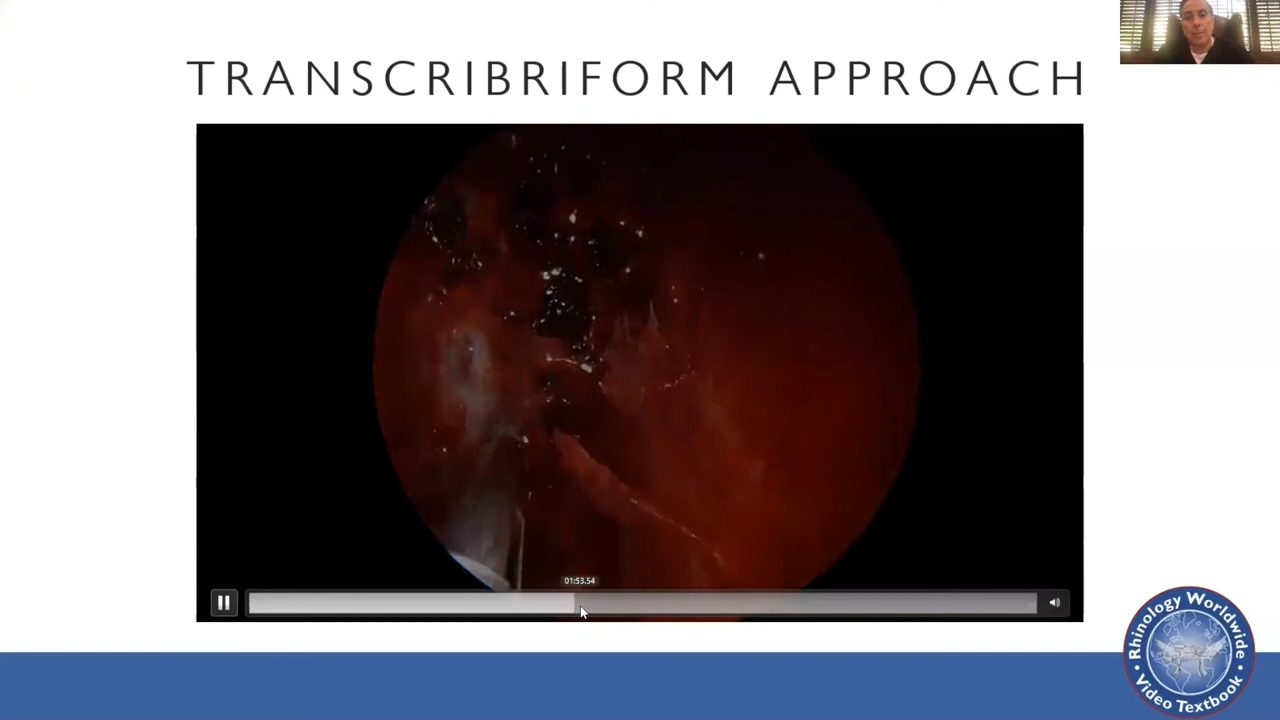 TRANSCRIBRIFORM APPROACH
01:53.54
Rhinology Worldwide
• Video Textbook •